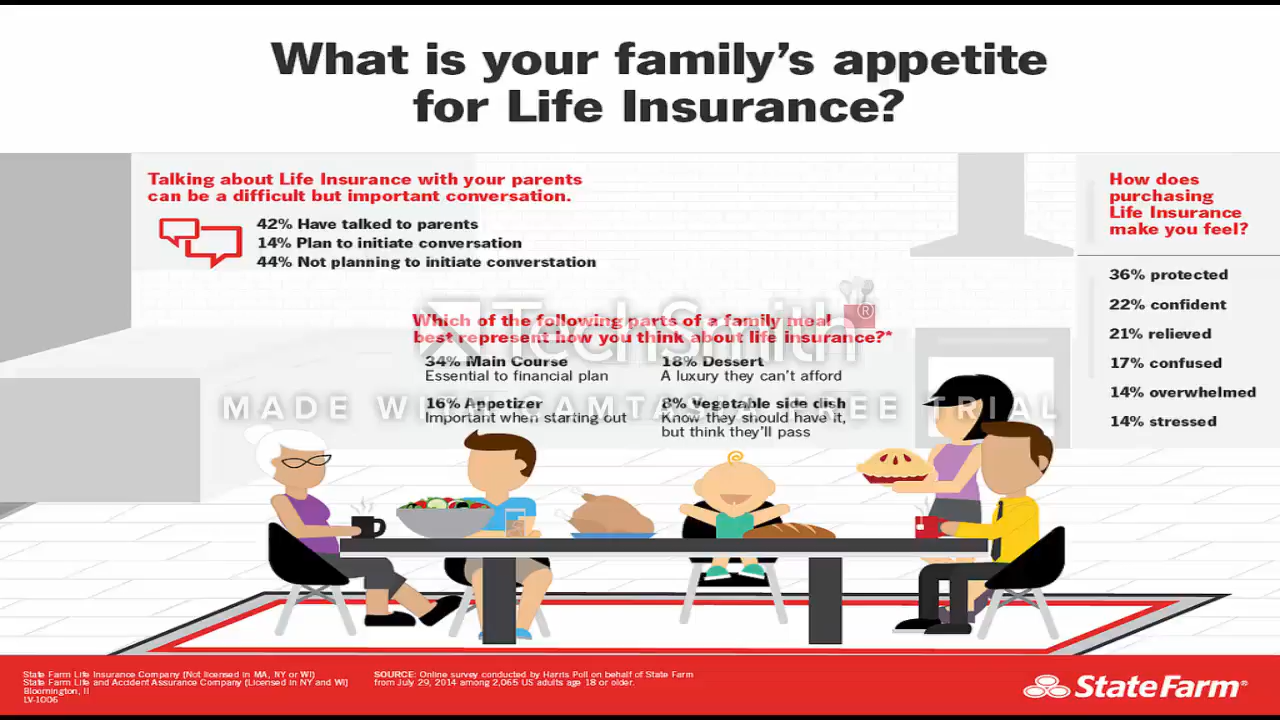 What is your family's appetite
for Life Insurance?
Talking about Life Insurance with your parents
can be a difficult but important conversation.
42% Have talked to parents
14% Plan to initiate conversation
44% Not planning to initiate converstation
How does
purchasing
Life Insurance
make you feel?
36% protected
22% confident
21% relieved
17% confused
14% overwhelmed
14% stressed
Which of the following parts of a family meal
best represent how you think about life insurance?*
TechSmith®
34% Main Course
Essential to financial plan
18% Dessert
A luxury they can't afford
MADE WITH CAMTASIA FREE TRIAL
16% Appetizer
Important when starting out
8% Vegetable side dish
Know they should have it,
but think they'll pass
State Farm Life Insurance Company (Not licensed in MA, NY or WI)
State Farm Life and Accident Assurance Company (Licensed in NY and WI)
Bloomington, Il
LV-1006
SOURCE: Online survey conducted by Harris Poll on behalf of State Farm
from July 29, 2014 among 2,065 US adults age 18 or older.
StateFarm®